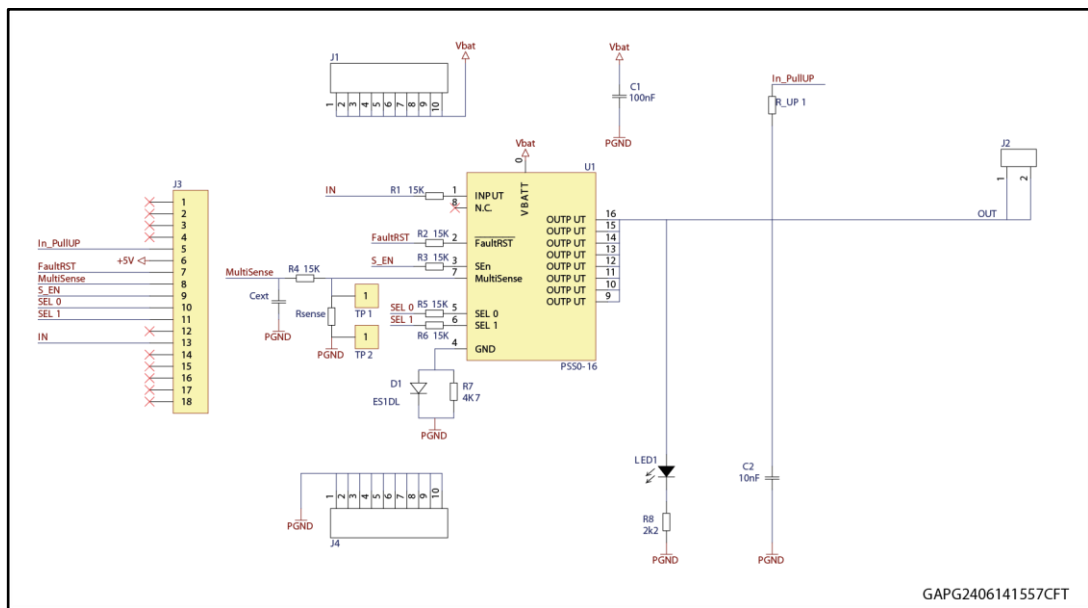 J1
1 2 3 4 5 6 7 8 9 10
Vbat
Vbat
C1
100nF
PGND
In_PullUP
R_UP 1
J2
1 2
OUT
Vbat
0
U1
IN
R1 15K
1
INPUT
8
N.C.
VBATT
FaultRST
R2 15K
2
FaultRST
S_EN
R3 15K
3
SEn
MultiSense
R4 15K
7
MultiSense
SEL 0
R5 15K
5
SEL 0
SEL 1
R6 15K
6
SEL 1
4
GND
OUTP UT 16
OUTP UT 15
OUTP UT 14
OUTP UT 13
OUTP UT 12
OUTP UT 11
OUTP UT 10
OUTP UT 9
PSSO-16
Cext
PGND
Rsense
PGND
1
TP 1
1
TP 2
D1
ES1DL
R7
4K7
PGND
J3
1
2
3
4
In_PullUP 5
+5V 6
FaultRST 7
MultiSense 8
S_EN 9
SEL 0 10
SEL 1 11
12
IN 13
14
15
16
17
18
PGND
1 2 3 4 5 6 7 8 9 10
J4
LED1
R8
2k2
PGND
C2
10nF
PGND
GAPG2406141557CFT